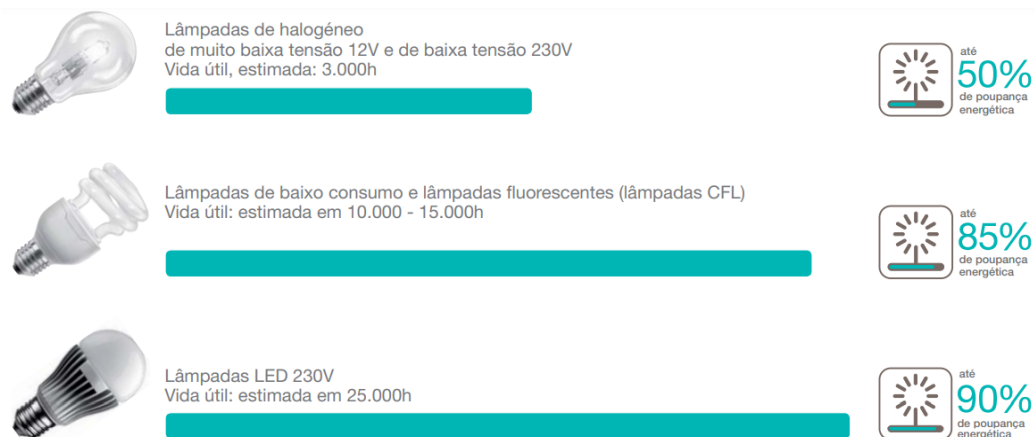 Lâmpadas de halogéneo
de muito baixa tensão 12V e de baixa tensão 230V
Vida útil, estimada: 3.000h
até
50%
de poupança
energética
Lâmpadas de baixo consumo e lâmpadas fluorescentes (lâmpadas CFL)
Vida útil: estimada em 10.000 - 15.000h
até
85%
de poupança
energética
Lâmpadas LED 230V
Vida útil: estimada em 25.000h
até
90%
de poupança
energética